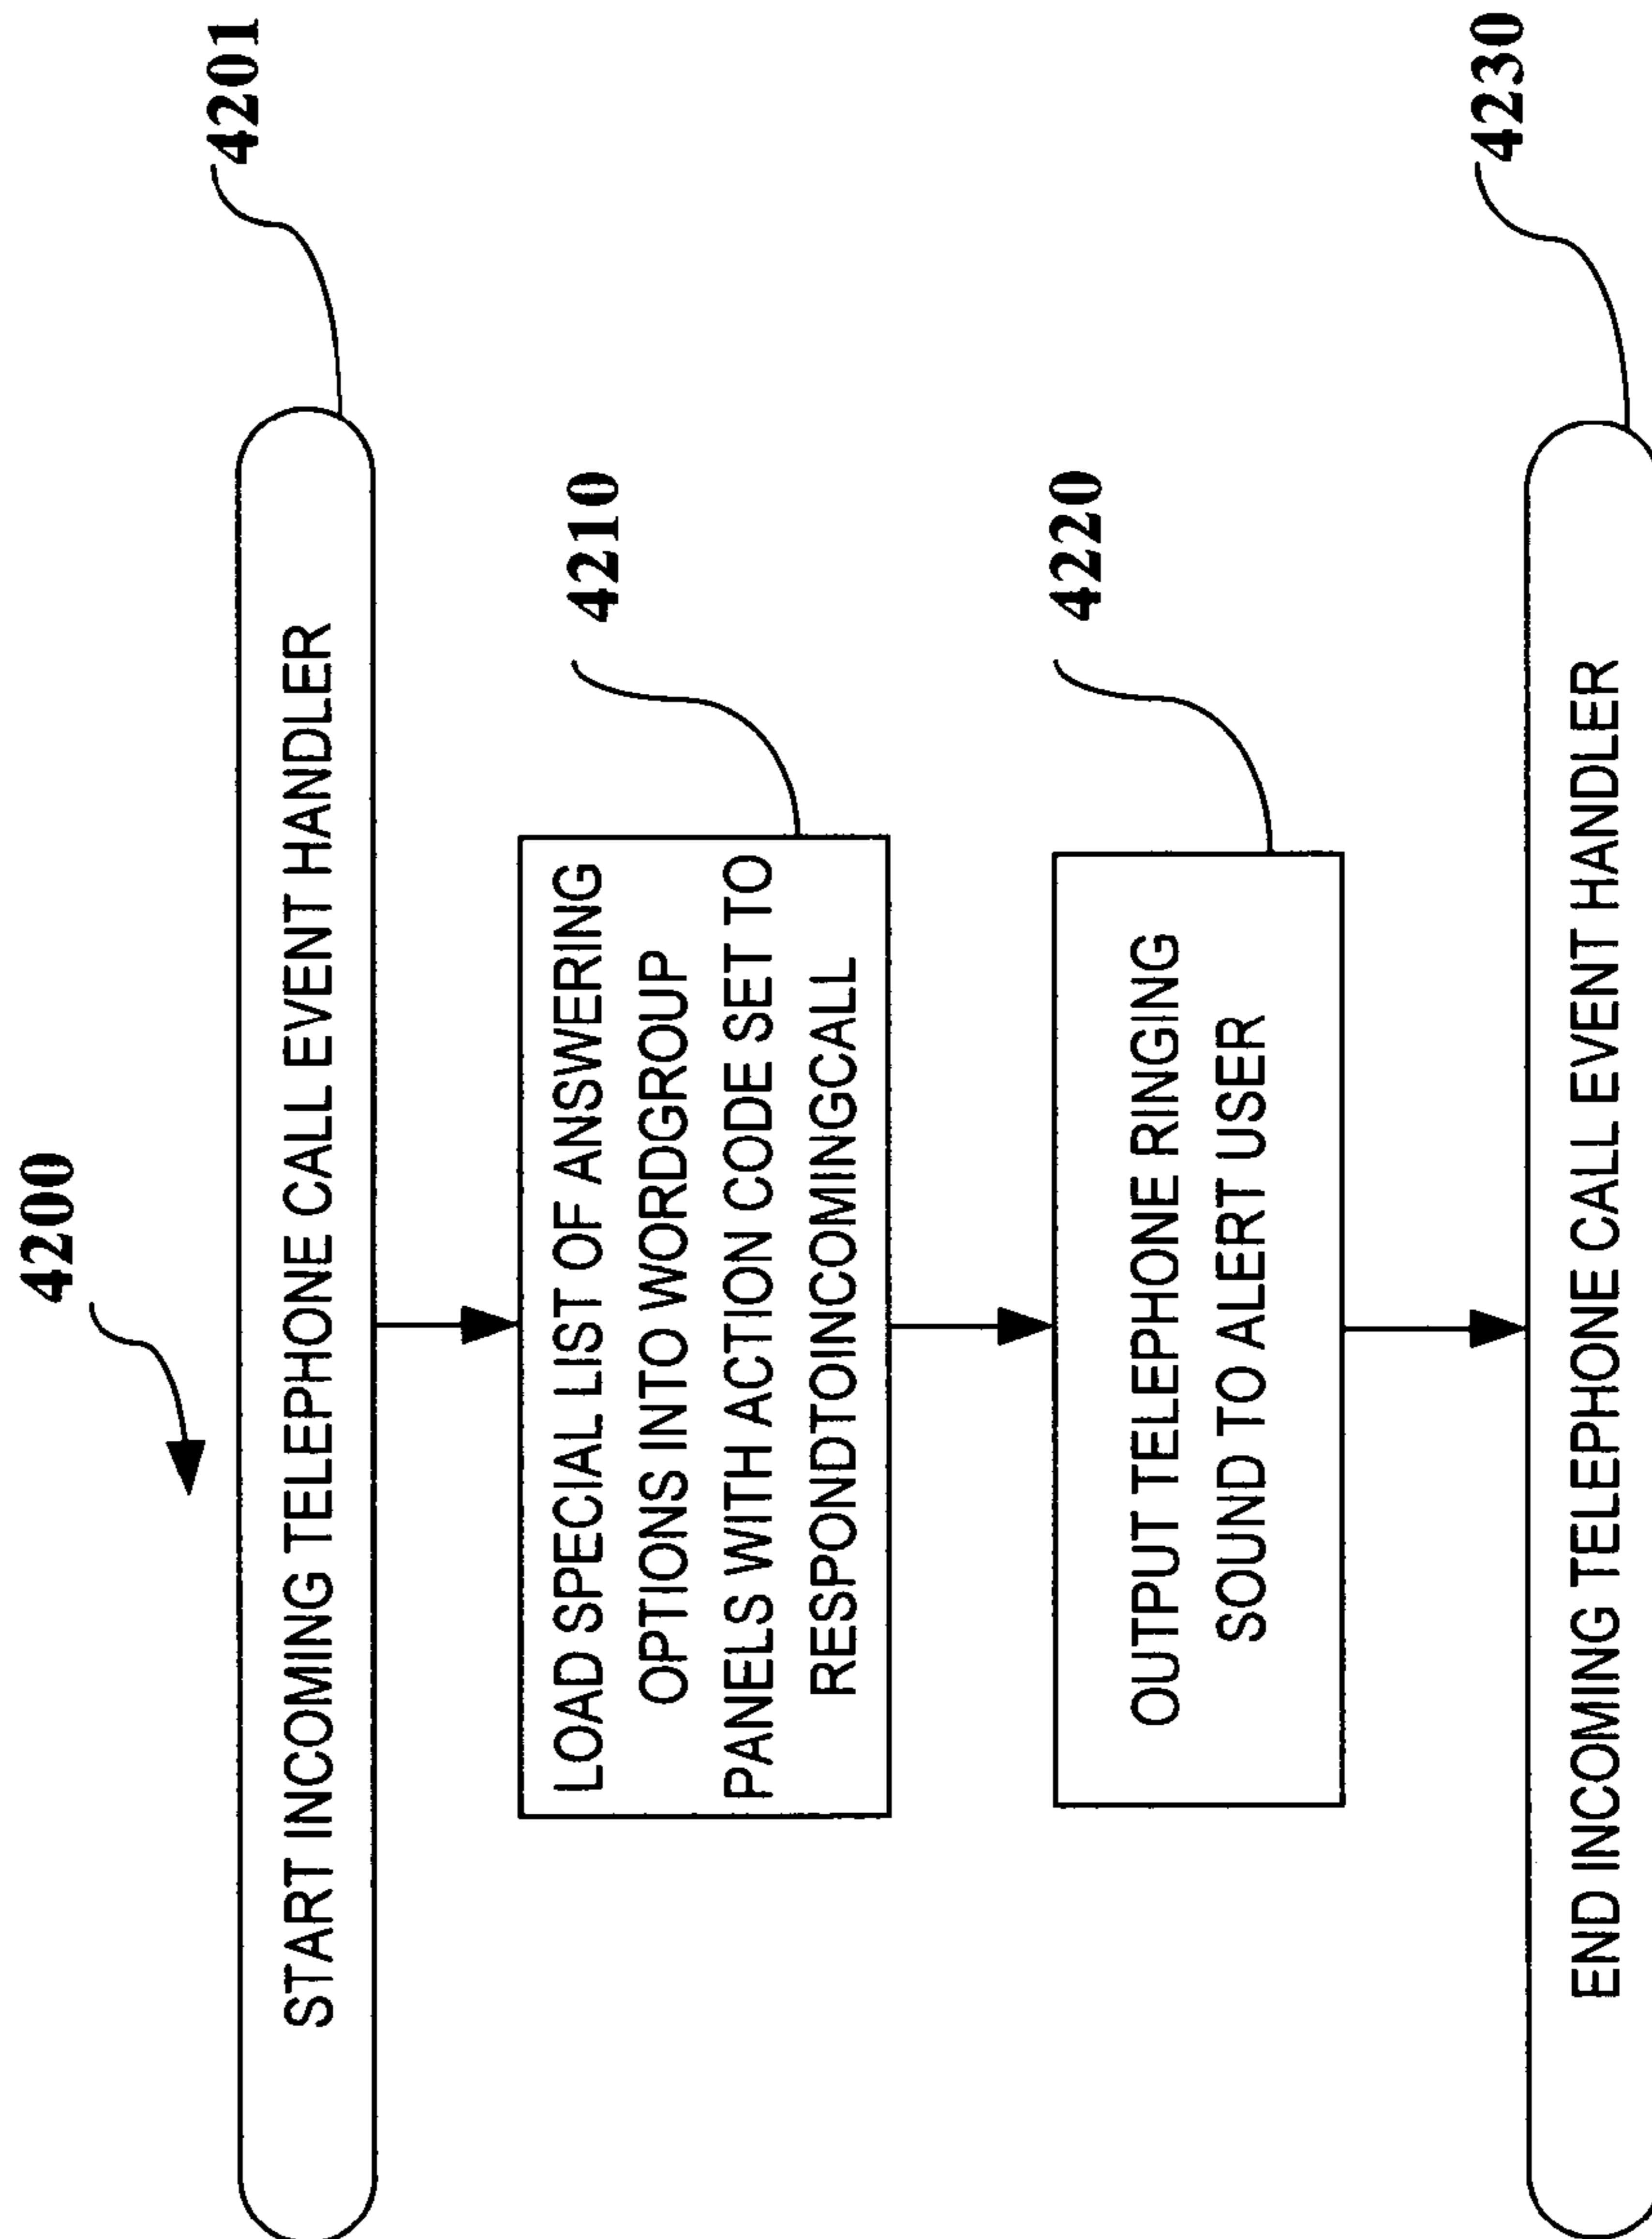 4200
START INCOMING TELEPHONE CALL EVENT HANDLER
4201
LOAD SPECIAL LIST OF ANSWERING
OPTIONS INTO WORDGROUP
PANELS WITH ACTION CODE SET TO
RESPONDTOINCOMINGCALL
4210
OUTPUT TELEPHONE RINGING
SOUND TO ALERT USER
4220
END INCOMING TELEPHONE CALL EVENT HANDLER
4230